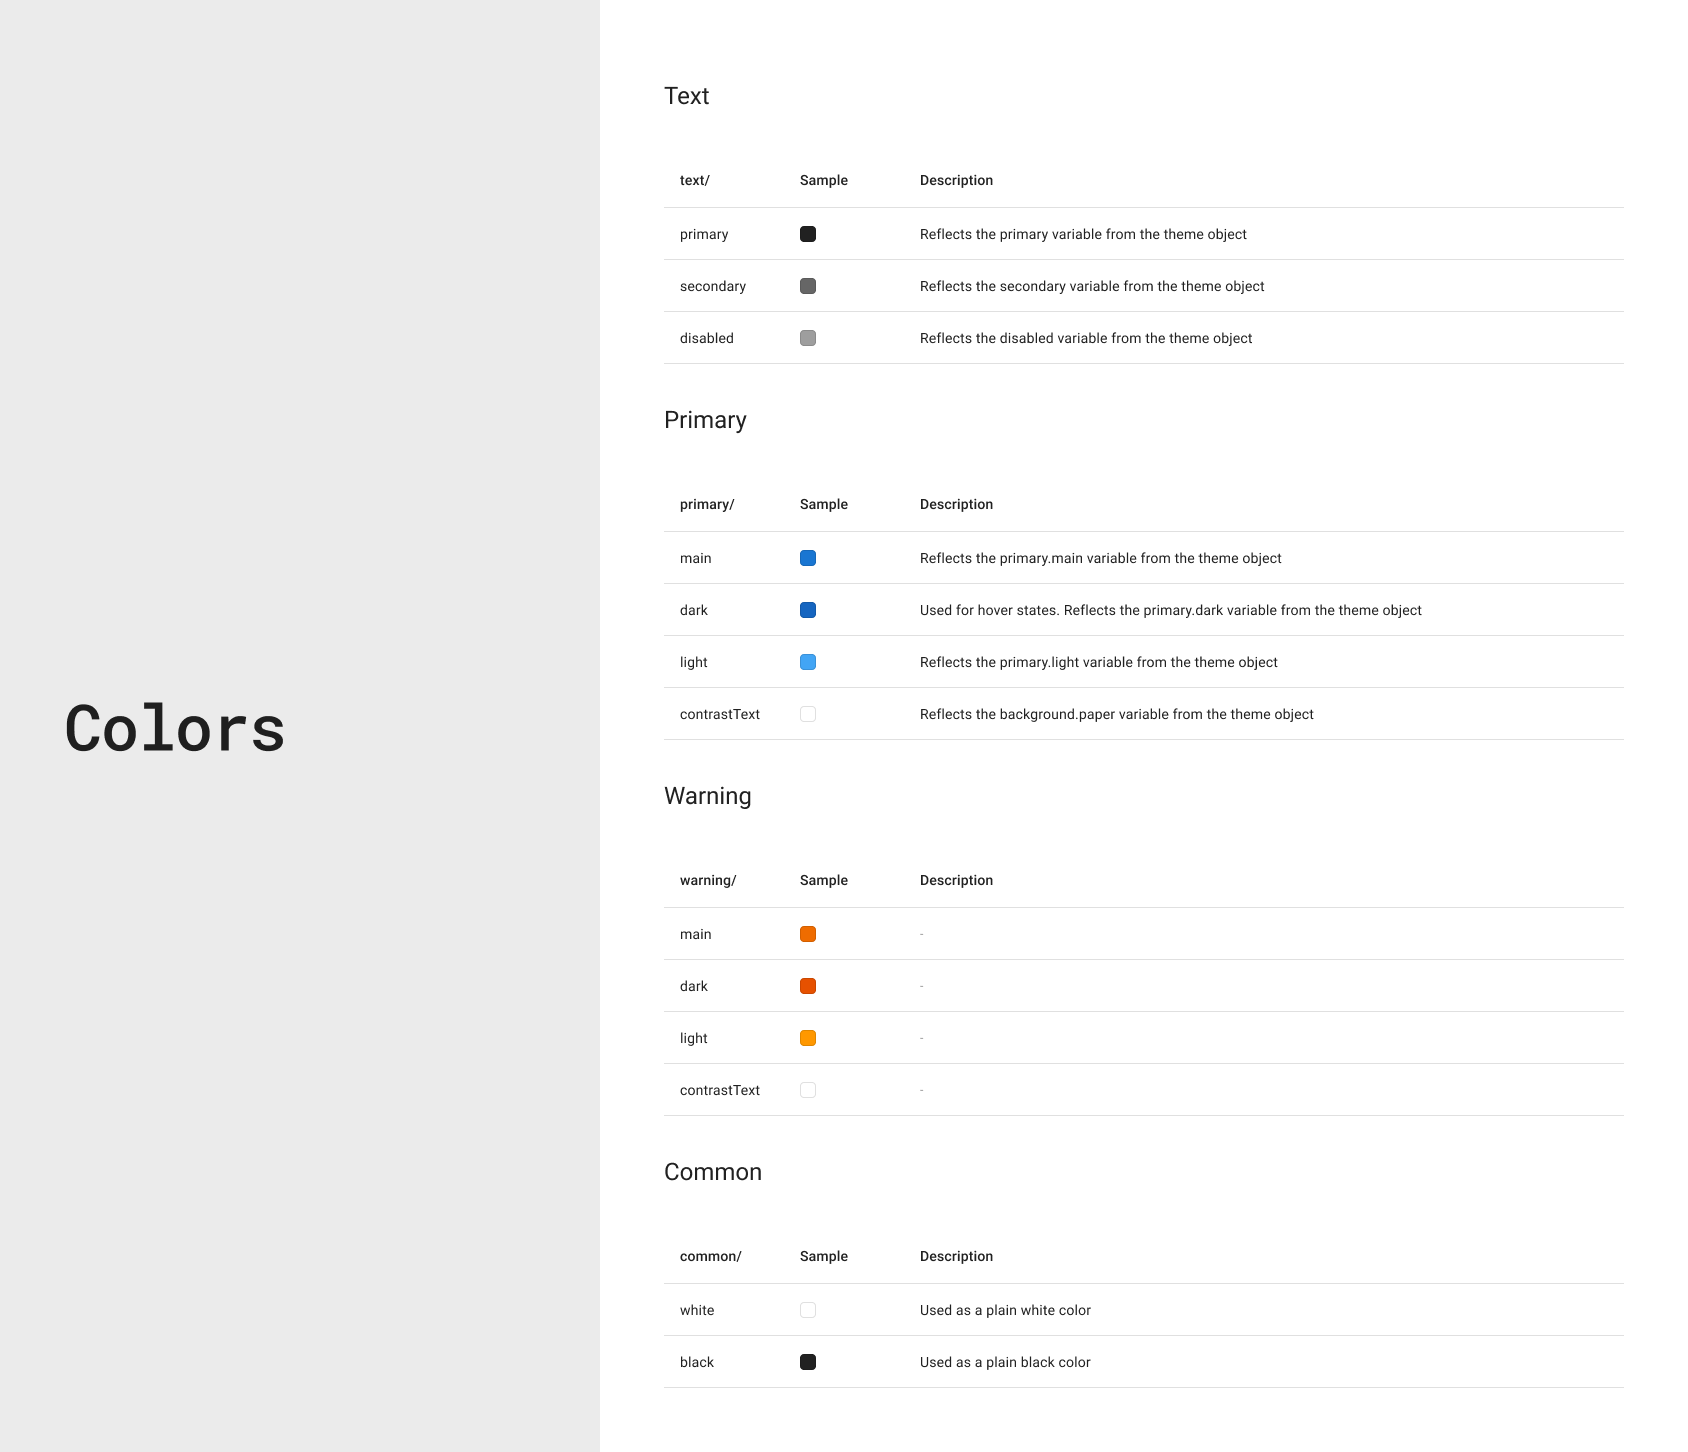 Colors
Text
text/ Sample Description
primary Reflects the primary variable from the theme object
secondary Reflects the secondary variable from the theme object
disabled Reflects the disabled variable from the theme object
Primary
primary/ Sample Description
main Reflects the primary.main variable from the theme object
dark Used for hover states. Reflects the primary.dark variable from the theme object
light Reflects the primary.light variable from the theme object
contrastText Reflects the background.paper variable from the theme object
Warning
warning/ Sample Description
main -
dark -
light -
contrastText -
Common
common/ Sample Description
white Used as a plain white color
black Used as a plain black color